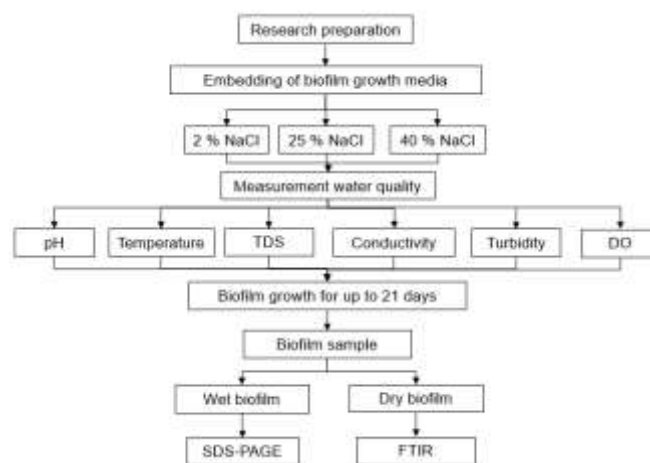 Research preparation
Embedding of biofilm growth media
2 % NaCl 25 % NaCl 40 % NaCl
Measurement water quality
pH Temperature TDS Conductivity Turbidity DO
Biofilm growth for up to 21 days
Biofilm sample
Wet biofilm Dry biofilm
SDS-PAGE FTIR